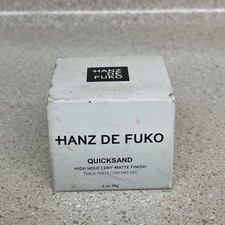 HANZ
DE
FUKO
HANZ DE FUKO
QUICKSAND
HIGH HOLD | DRY MATTE FINISH
TENUE FORTE | FINI MAT SEC
2 oz. 56g